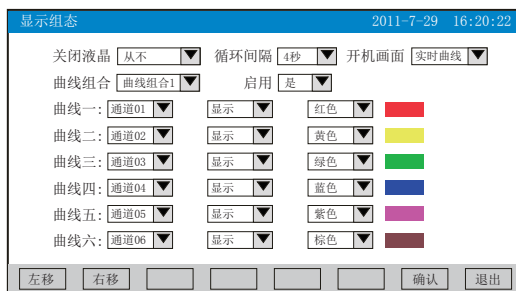 显示组态 2011-7-29 16:20:22
关闭液晶 从不 循环间隔 4秒 开机画面 实时曲线
曲线组合 曲线组合1 启用 是
曲线一: 通道01 显示 红色
曲线二: 通道02 显示 黄色
曲线三: 通道03 显示 绿色
曲线四: 通道04 显示 蓝色
曲线五: 通道05 显示 紫色
曲线六: 通道06 显示 棕色
左移 右移 确认 退出